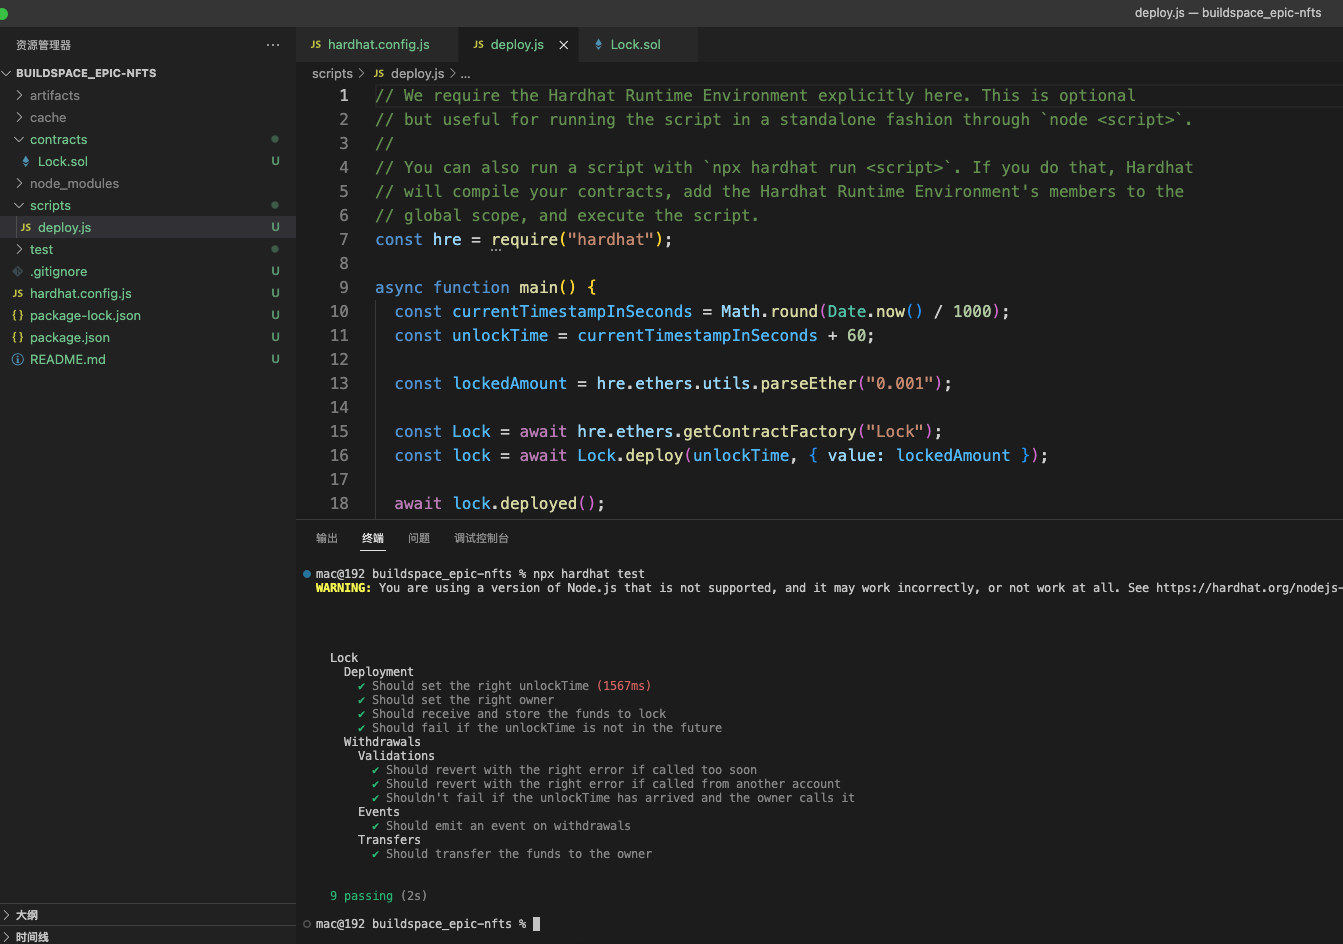 deploy.js — buildspace_epic-nfts
资源管理器
BUILDSPACE_EPIC-NFTS
artifacts
cache
contracts
Lock.sol U
node_modules
scripts
JS deploy.js U
test
.gitignore U
JS hardhat.config.js U
{} package-lock.json U
{} package.json U
README.md U
大纲
时间线
JS hardhat.config.js
JS deploy.js
Lock.sol
scripts > JS deploy.js > ...
1 // We require the Hardhat Runtime Environment explicitly here. This is optional
2 // but useful for running the script in a standalone fashion through `node <script>`.
3 //
4 // You can also run a script with `npx hardhat run <script>`. If you do that, Hardhat
5 // will compile your contracts, add the Hardhat Runtime Environment's members to the
6 // global scope, and execute the script.
7 const hre = require("hardhat");
8
9 async function main() {
10 const currentTimestampInSeconds = Math.round(Date.now() / 1000);
11 const unlockTime = currentTimestampInSeconds + 60;
12
13 const lockedAmount = hre.ethers.utils.parseEther("0.001");
14
15 const Lock = await hre.ethers.getContractFactory("Lock");
16 const lock = await Lock.deploy(unlockTime, { value: lockedAmount });
17
18 await lock.deployed();
输出 终端 问题 调试控制台
mac@192 buildspace_epic-nfts % npx hardhat test
WARNING: You are using a version of Node.js that is not supported, and it may work incorrectly, or not work at all. See https://hardhat.org/nodejs-
Lock
Deployment
✔ Should set the right unlockTime (1567ms)
✔ Should set the right owner
✔ Should receive and store the funds to lock
✔ Should fail if the unlockTime is not in the future
Withdrawals
Validations
✔ Should revert with the right error if called too soon
✔ Should revert with the right error if called from another account
✔ Shouldn't fail if the unlockTime has arrived and the owner calls it
Events
✔ Should emit an event on withdrawals
Transfers
✔ Should transfer the funds to the owner
9 passing (2s)
mac@192 buildspace_epic-nfts %